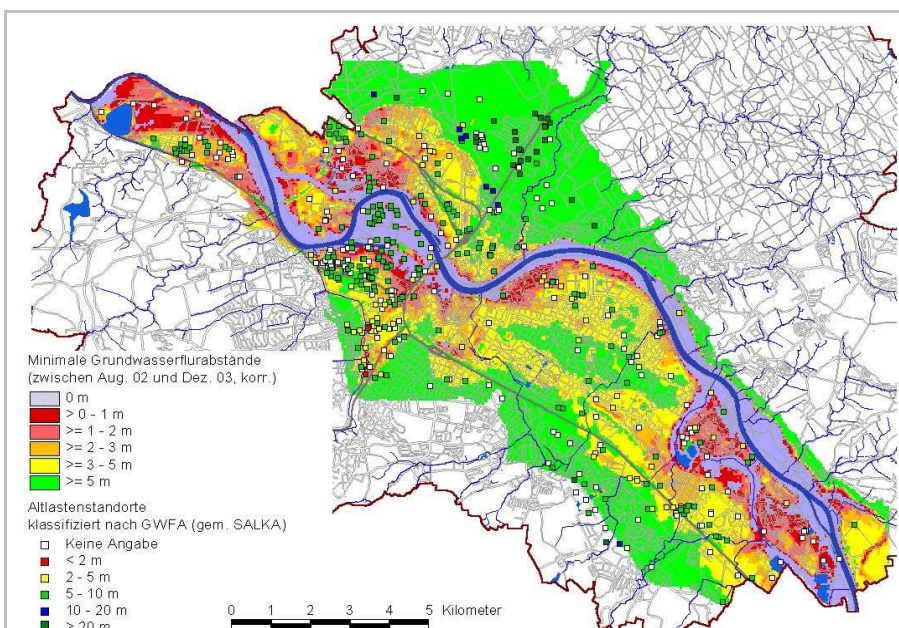 Minimale Grundwasserflurabstände
(zwischen Aug. 02 und Dez. 03, korr.)
0 m
> 0 - 1 m
>= 1 - 2 m
>= 2 - 3 m
>= 3 - 5 m
>= 5 m
Altlastenstandorte
klassifiziert nach GWFA (gem. SALKA)
Keine Angabe
< 2 m
2 - 5 m
5 - 10 m
10 - 20 m
> 20 m
0 1 2 3 4 5 Kilometer